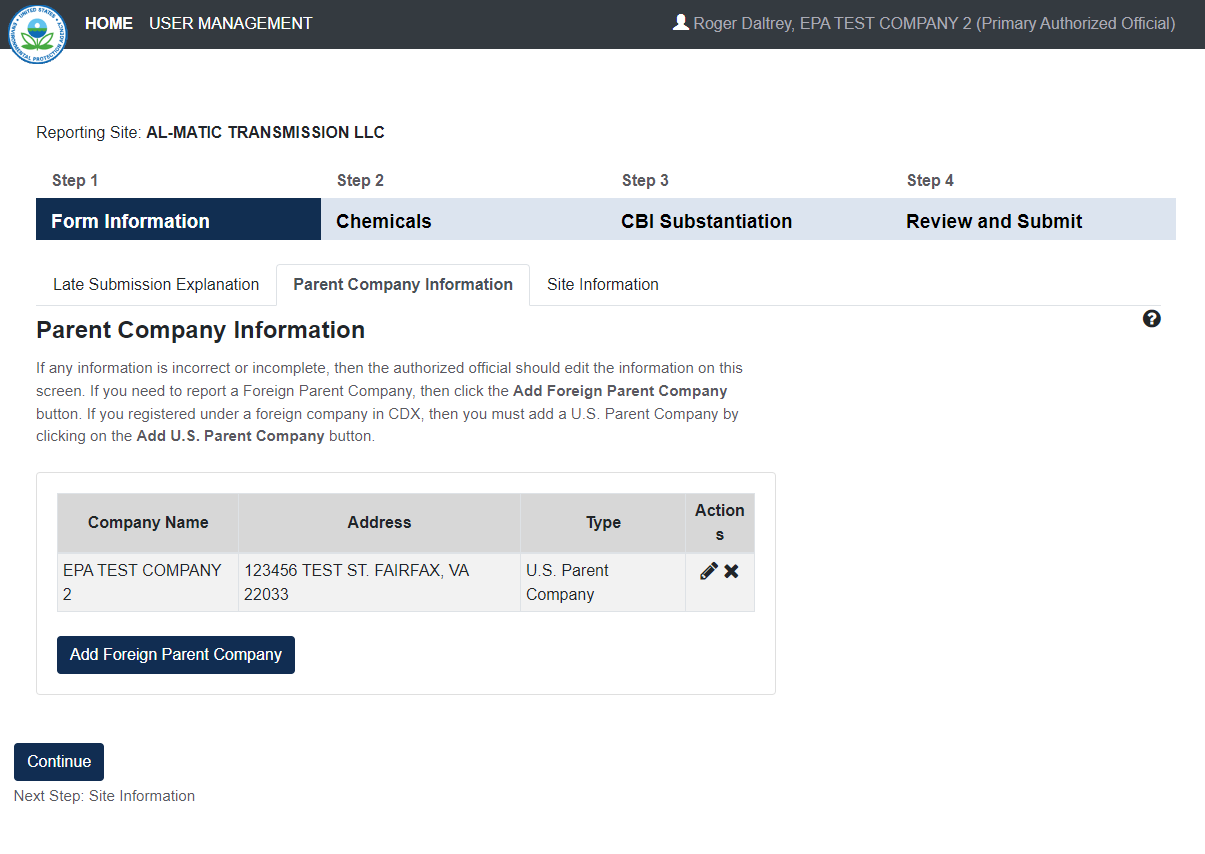 HOME USER MANAGEMENT Roger Daltrey, EPA TEST COMPANY 2 (Primary Authorized Official)
UNITED STATES
ENVIRONMENTAL PROTECTION AGENCY
Reporting Site: AL-MATIC TRANSMISSION LLC
Step 1 Step 2 Step 3 Step 4
Form Information Chemicals CBI Substantiation Review and Submit
Late Submission Explanation Parent Company Information Site Information
Parent Company Information ?
If any information is incorrect or incomplete, then the authorized official should edit the information on this
screen. If you need to report a Foreign Parent Company, then click the Add Foreign Parent Company
button. If you registered under a foreign company in CDX, then you must add a U.S. Parent Company by
clicking on the Add U.S. Parent Company button.
Company Name Address Type Action
s
EPA TEST COMPANY 123456 TEST ST. FAIRFAX, VA U.S. Parent
2 22033 Company
Add Foreign Parent Company
Continue
Next Step: Site Information